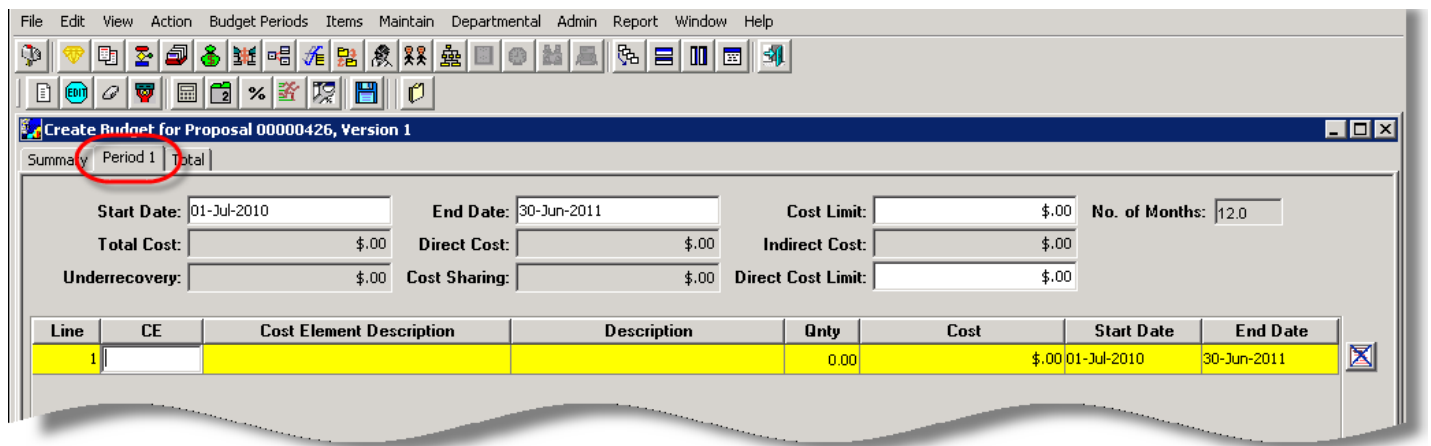 File Edit View Action Budget Periods Items Maintain Departmental Admin Report Window Help
EDIT 2 %
Create Budget for Proposal 00000426, Version 1
Summary Period 1 Total
Start Date: 01-Jul-2010 End Date: 30-Jun-2011 Cost Limit: $.00 No. of Months: 12.0
Total Cost: $.00 Direct Cost: $.00 Indirect Cost: $.00
Underrecovery: $.00 Cost Sharing: $.00 Direct Cost Limit: $.00
Line CE Cost Element Description Description Qnty Cost Start Date End Date
1 0.00 $.00 01-Jul-2010 30-Jun-2011